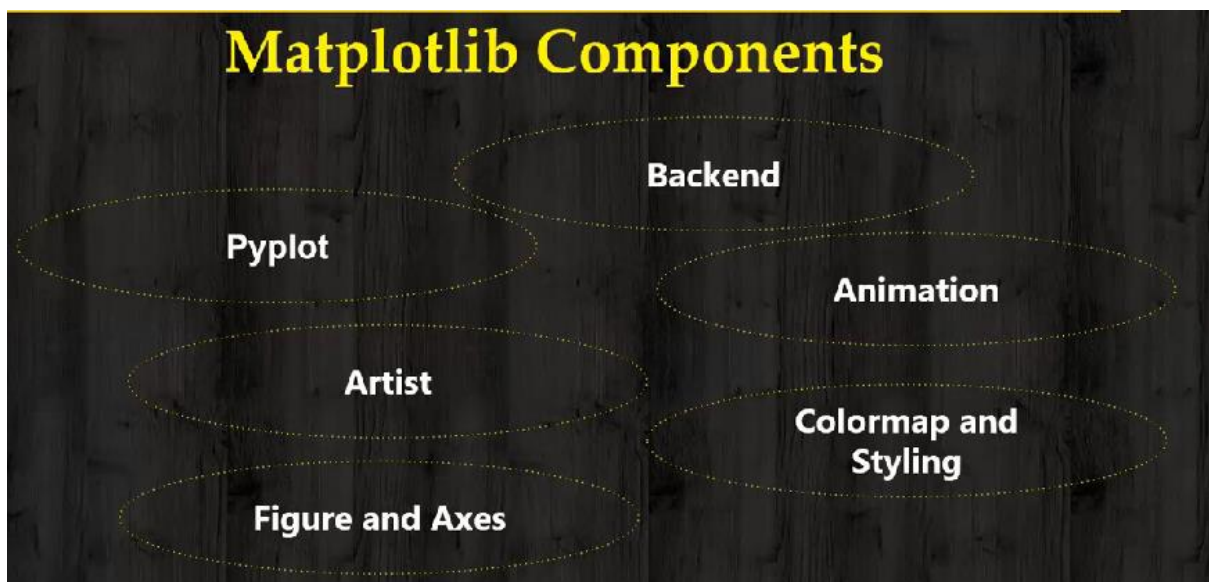 Matplotlib Components
Backend
Pyplot
Animation
Artist
Colormap and
Styling
Figure and Axes